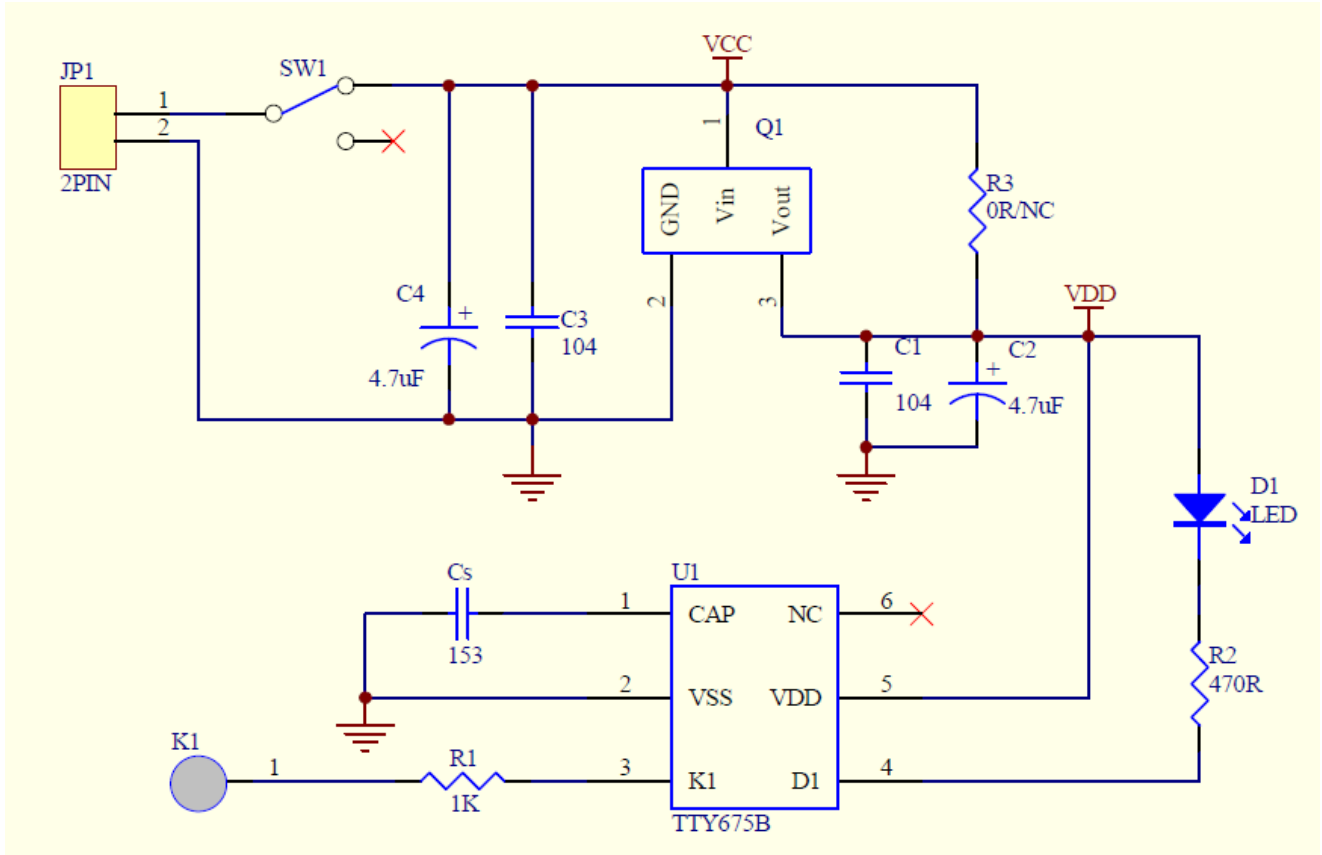 VCC
JP1
SW1
1
2
2PIN
1
Q1
GND
Vin
Vout
2
3
R3
0R/NC
C4
+
4.7uF
C3
104
VDD
C1
104
C2
+
4.7uF
D1
LED
Cs
153
U1
1
CAP
NC
6
2
VSS
VDD
5
R2
470R
K1
1
R1
1K
3
K1
D1
4
TTY675B